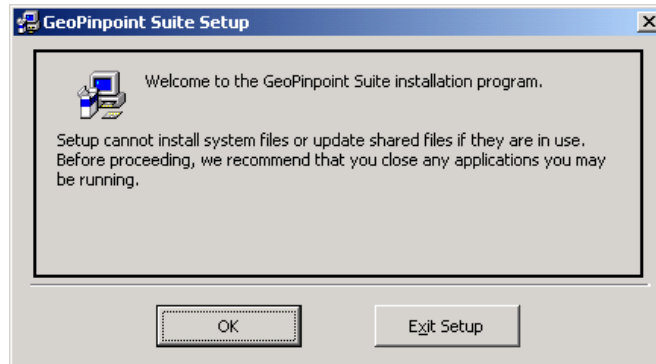 GeoPinpoint Suite Setup
Welcome to the GeoPinpoint Suite installation program.
Setup cannot install system files or update shared files if they are in use.
Before proceeding, we recommend that you close any applications you may
be running.
OK
Exit Setup